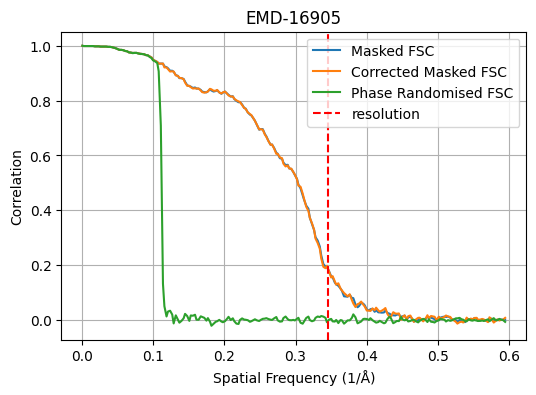 EMD-16905
Masked FSC
Corrected Masked FSC
Phase Randomised FSC
resolution
Correlation
1.0
0.8
0.6
0.4
0.2
0.0
0.0 0.1 0.2 0.3 0.4 0.5 0.6
Spatial Frequency (1/Å)